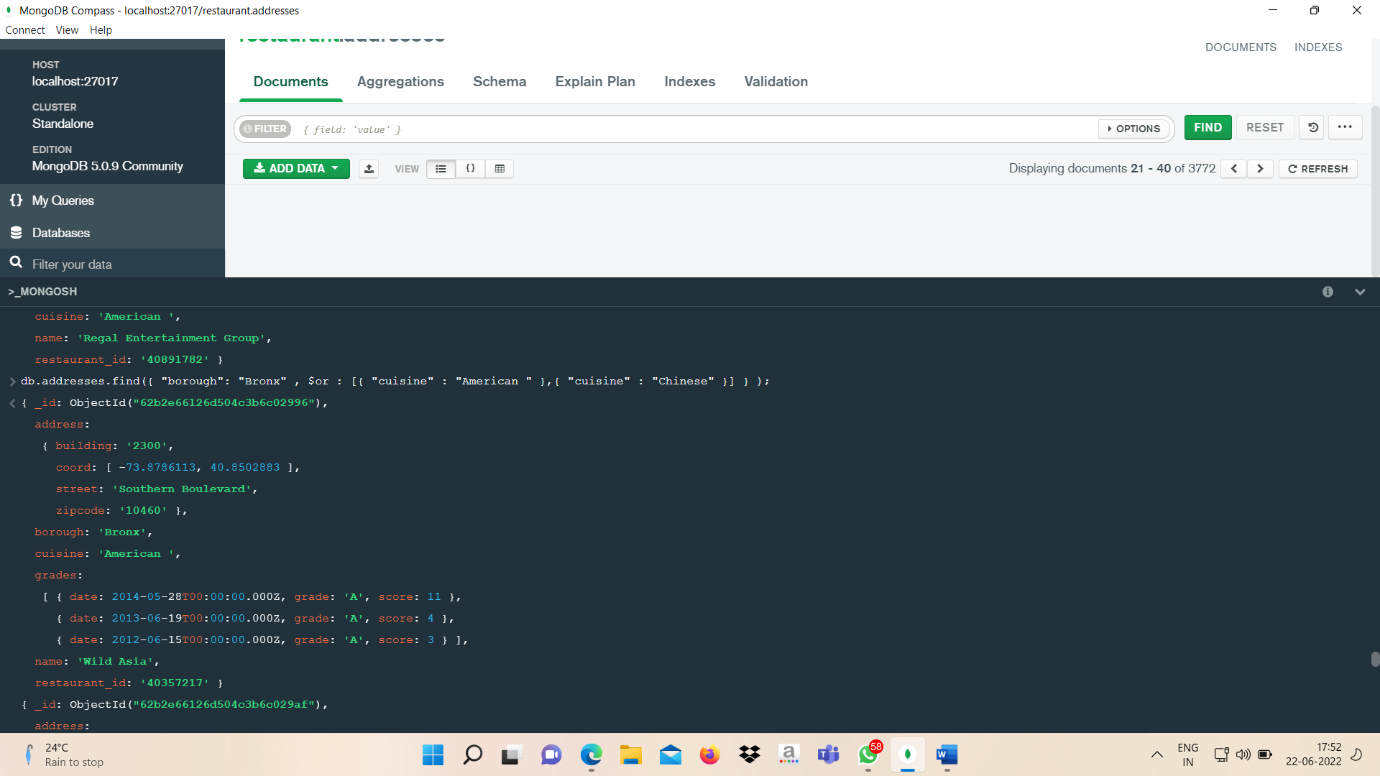 MongoDB Compass - localhost:27017/restaurant.addresses
Connect View Help
restaurant.addresses
DOCUMENTS INDEXES
HOST
localhost:27017
CLUSTER
Standalone
EDITION
MongoDB 5.0.9 Community
{} My Queries
Databases
Filter your data
Documents Aggregations Schema Explain Plan Indexes Validation
FILTER { field: 'value' } OPTIONS FIND RESET ...
ADD DATA VIEW {} Displaying documents 21 - 40 of 3772 < > REFRESH
>_MONGOSH
cuisine: 'American ',
name: 'Regal Entertainment Group',
restaurant_id: '40891782' }
> db.addresses.find({ "borough": "Bronx" , $or : [{ "cuisine" : "American " },{ "cuisine" : "Chinese" }] } );
< { _id: ObjectId("62b2e66126d504c3b6c02996"),
address:
{ building: '2300',
coord: [ -73.8786113, 40.8502883 ],
street: 'Southern Boulevard',
zipcode: '10460' },
borough: 'Bronx',
cuisine: 'American ',
grades:
[ { date: 2014-05-28T00:00:00.000Z, grade: 'A', score: 11 },
{ date: 2013-06-19T00:00:00.000Z, grade: 'A', score: 4 },
{ date: 2012-06-15T00:00:00.000Z, grade: 'A', score: 3 } ],
name: 'Wild Asia',
restaurant_id: '40357217' }
{ _id: ObjectId("62b2e66126d504c3b6c029af"),
address:
24°C
Rain to stop
a
58
W
ENG
IN
17:52
22-06-2022